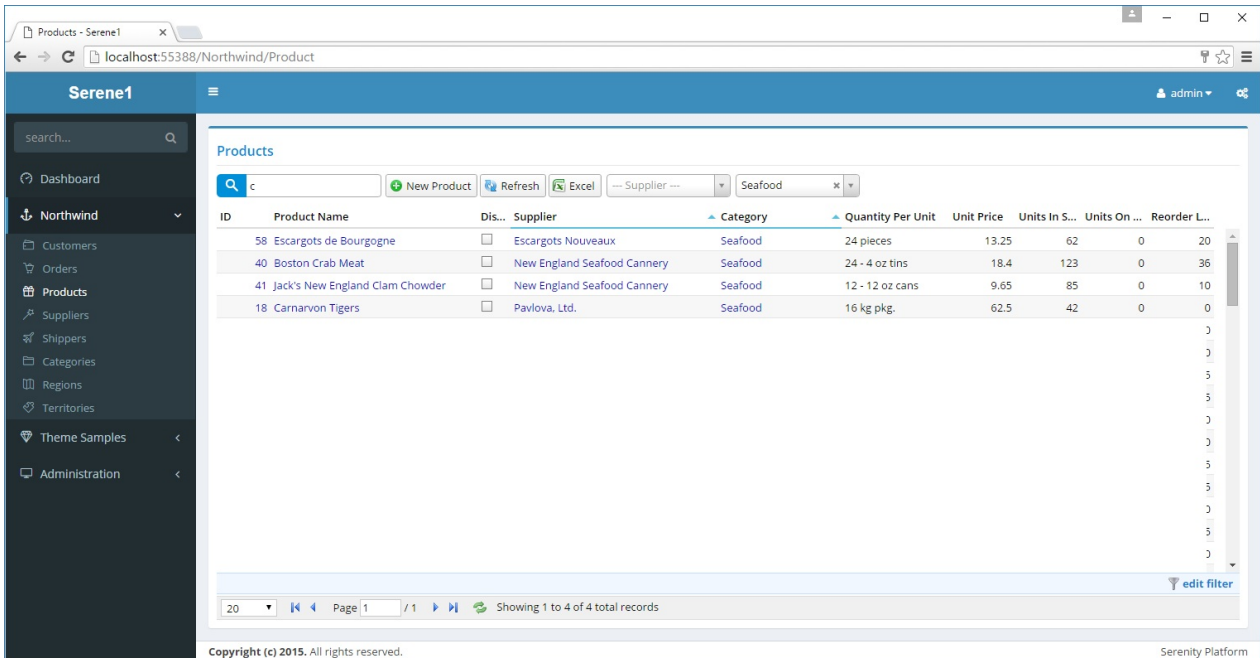 Products - Serene1
localhost:55388/Northwind/Product
Serene1
admin
search...
Dashboard
Northwind
Customers
Orders
Products
Suppliers
Shippers
Categories
Regions
Territories
Theme Samples
Administration
Products
c New Product Refresh Excel --- Supplier --- Seafood
ID Product Name Dis... Supplier Category Quantity Per Unit Unit Price Units In S... Units On ... Reorder L...
58 Escargots de Bourgogne Escargots Nouveaux Seafood 24 pieces 13.25 62 0 20
40 Boston Crab Meat New England Seafood Cannery Seafood 24 - 4 oz tins 18.4 123 0 36
41 Jack's New England Clam Chowder New England Seafood Cannery Seafood 12 - 12 oz cans 9.65 85 0 10
18 Carnarvon Tigers Pavlova, Ltd. Seafood 16 kg pkg. 62.5 42 0 0
edit filter
20 Page 1 / 1 Showing 1 to 4 of 4 total records
Copyright (c) 2015. All rights reserved. Serenity Platform